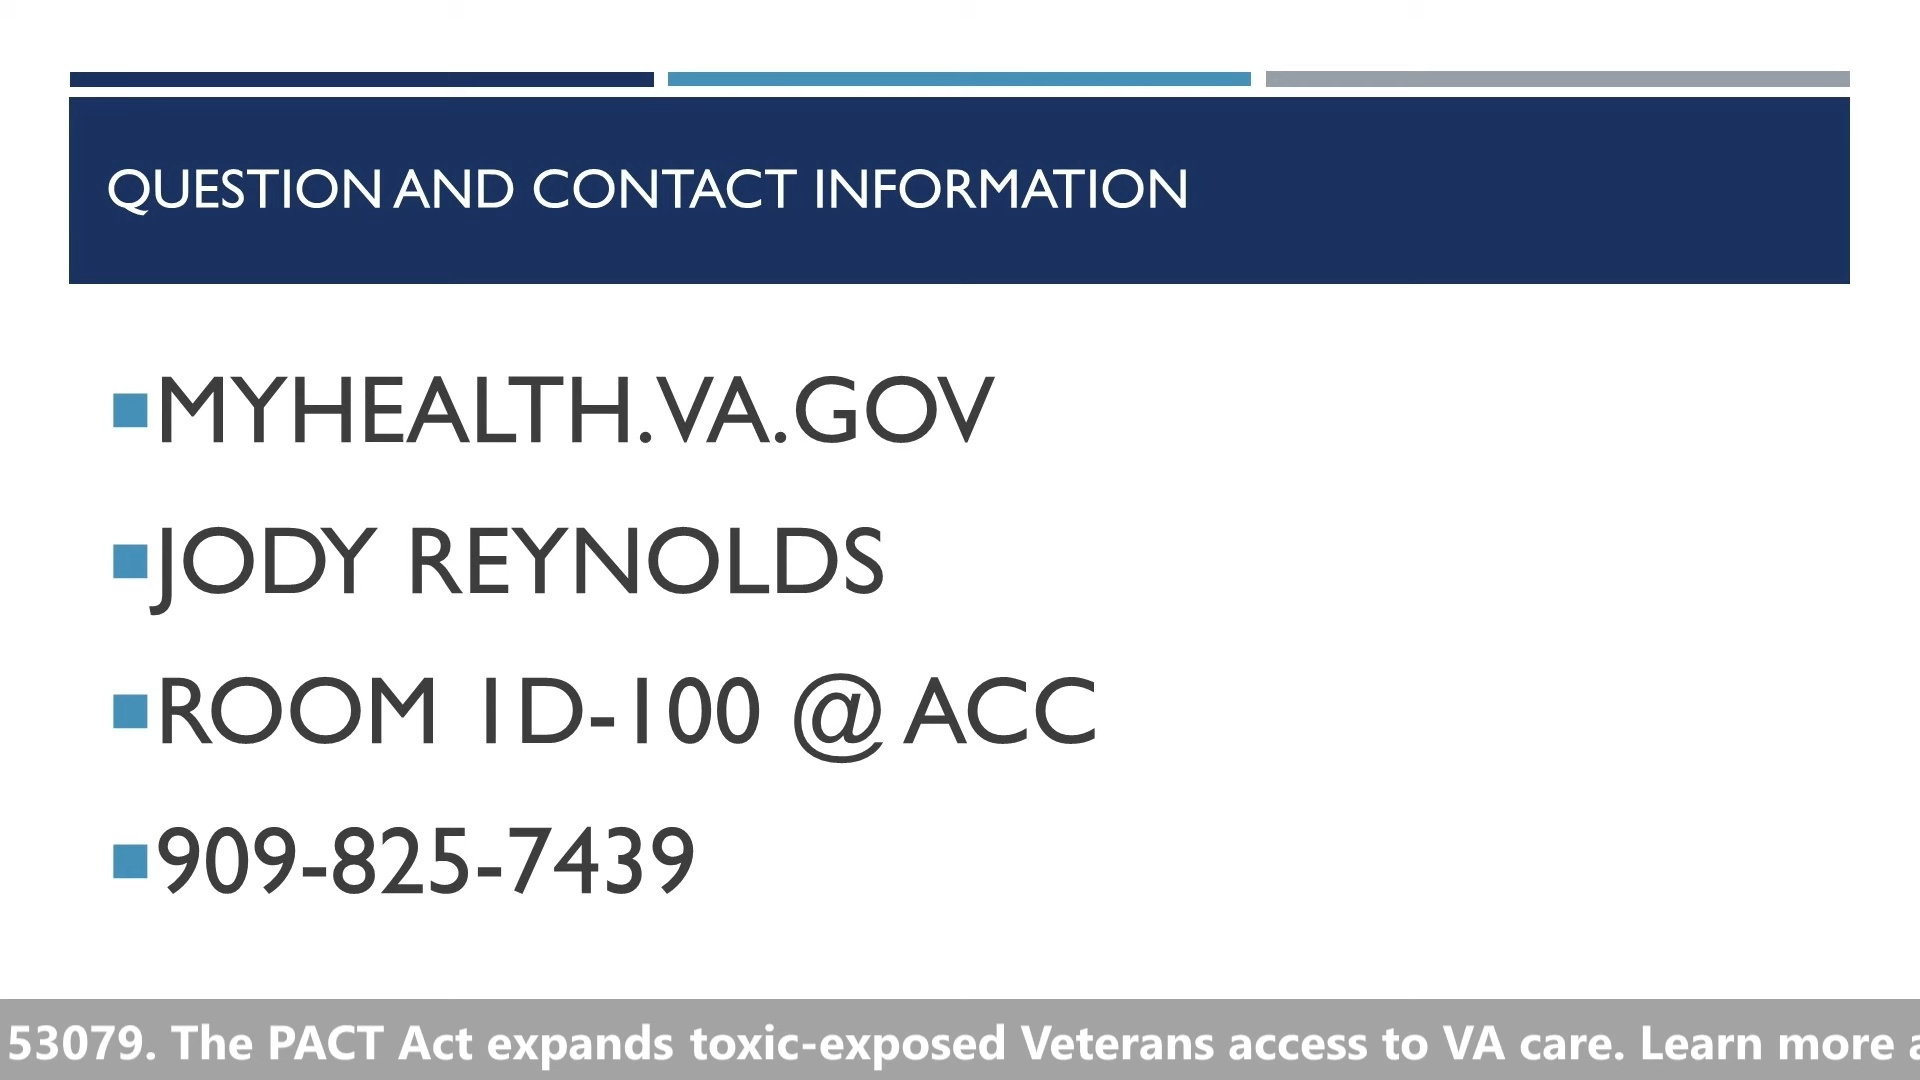 QUESTION AND CONTACT INFORMATION
MYHEALTH.VA.GOV
JODY REYNOLDS
ROOM 1D-100 @ ACC
909-825-7439
53079. The PACT Act expands toxic-exposed Veterans access to VA care. Learn more